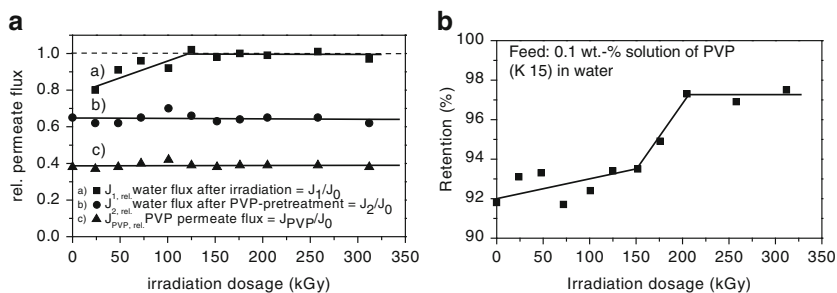 a
rel. permeate flux
1.0
0.8
0.6
0.4
0.2
0.0
a)
b)
c)
a) ■ J1, rel. water flux after irradiation = J1/J0
b) ● J2, rel. water flux after PVP-pretreatment = J2/J0
c) ▲ JPVP, rel. PVP permeate flux = JPVP/J0
0 50 100 150 200 250 300 350
irradiation dosage (kGy)
b
Retention (%)
100
98
96
94
92
90
Feed: 0.1 wt.-% solution of PVP
(K 15) in water
0 50 100 150 200 250 300 350
Irradiation dosage (kGy)